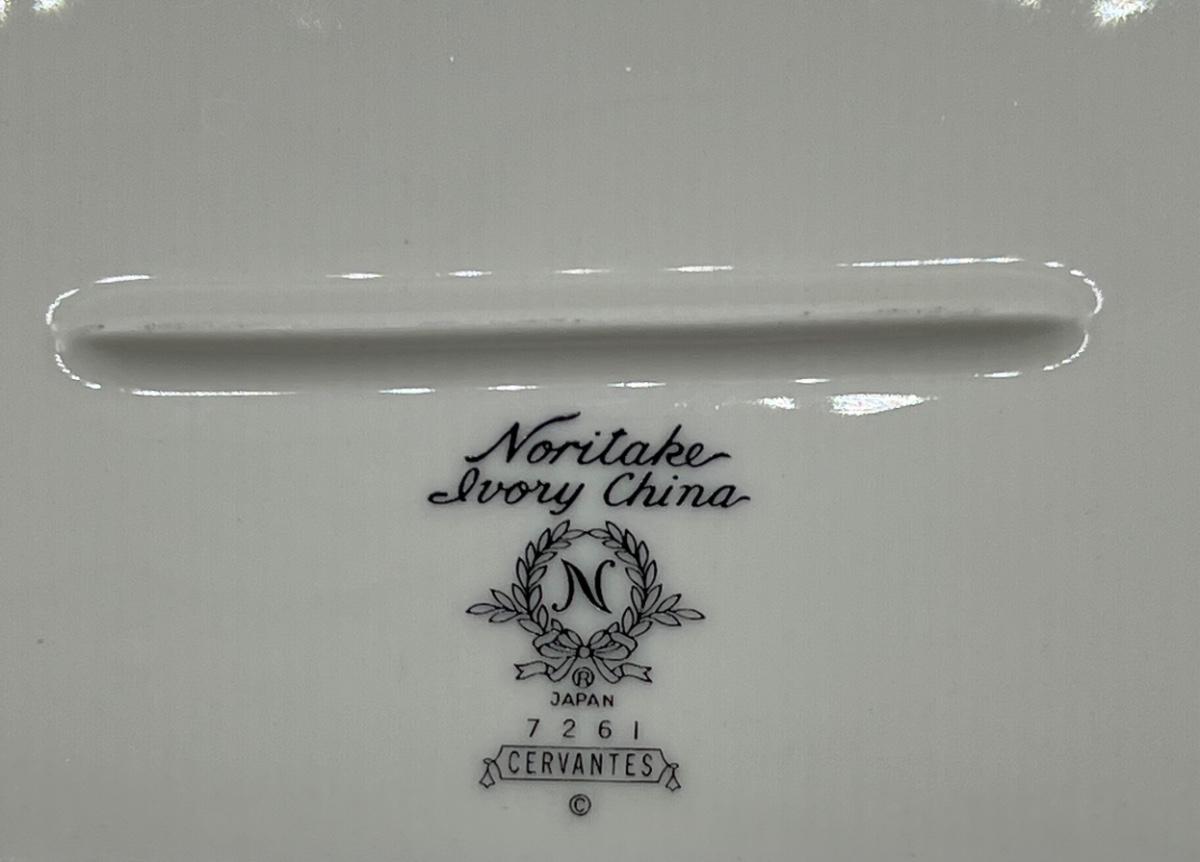 Noritake
Ivory China
N
®
JAPAN
7261
CERVANTES
©